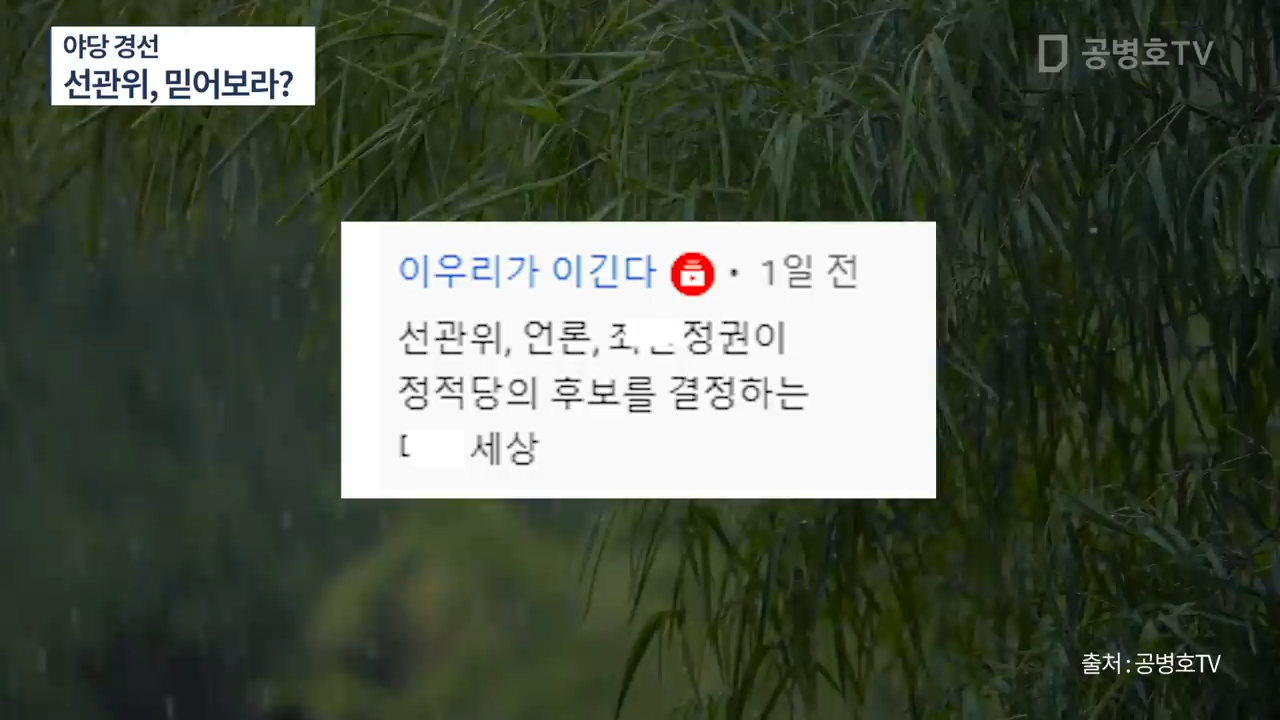 야당 경선
선관위, 믿어보라?
공병호TV
이우리가 이긴다 • 1일 전
선관위, 언론, 정권이
정적당의 후보를 결정하는
세상
출처 : 공병호TV